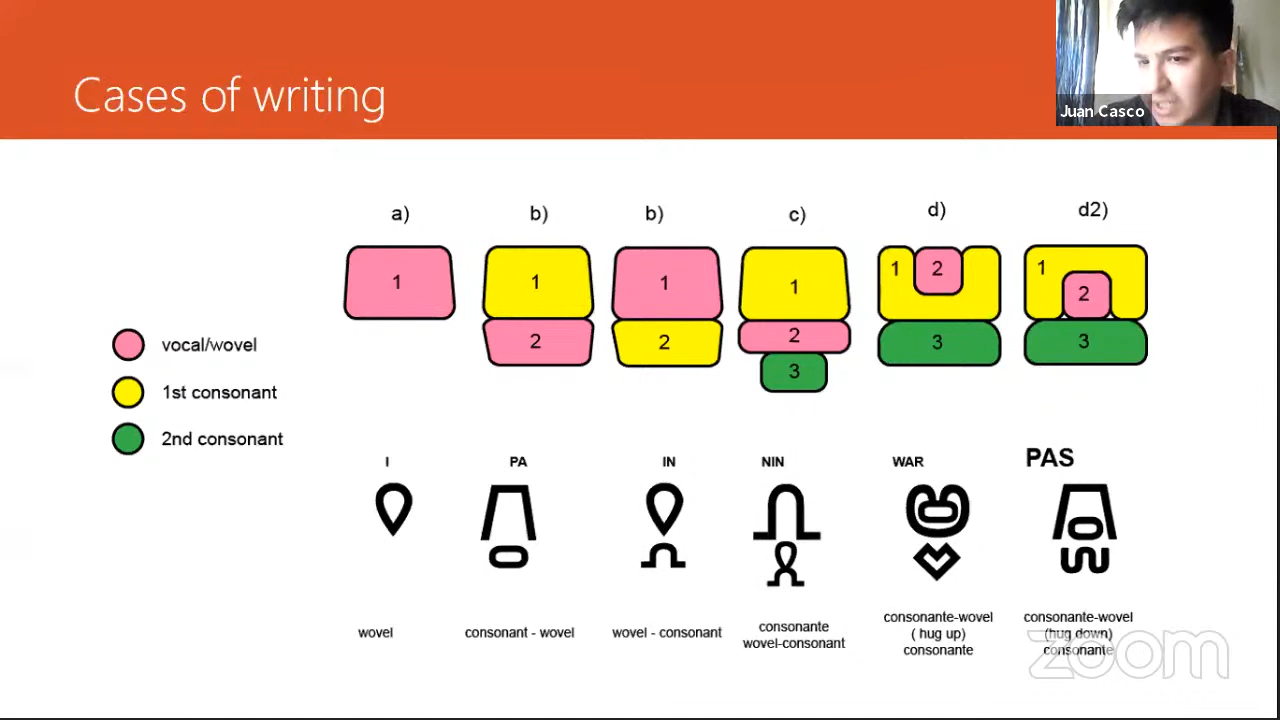 Cases of writing
Juan Casco
a) b) b) c) d) d2)
1 1 1 1 1 2 1
2 2 2 2
3 3 3
vocal/wovel
1st consonant
2nd consonant
I PA IN NIN WAR PAS
wovel
consonant - wovel
wovel - consonant
consonante
wovel-consonant
consonante-wovel
( hug up)
consonante
consonante-wovel
(hug down)
consonante
zoom